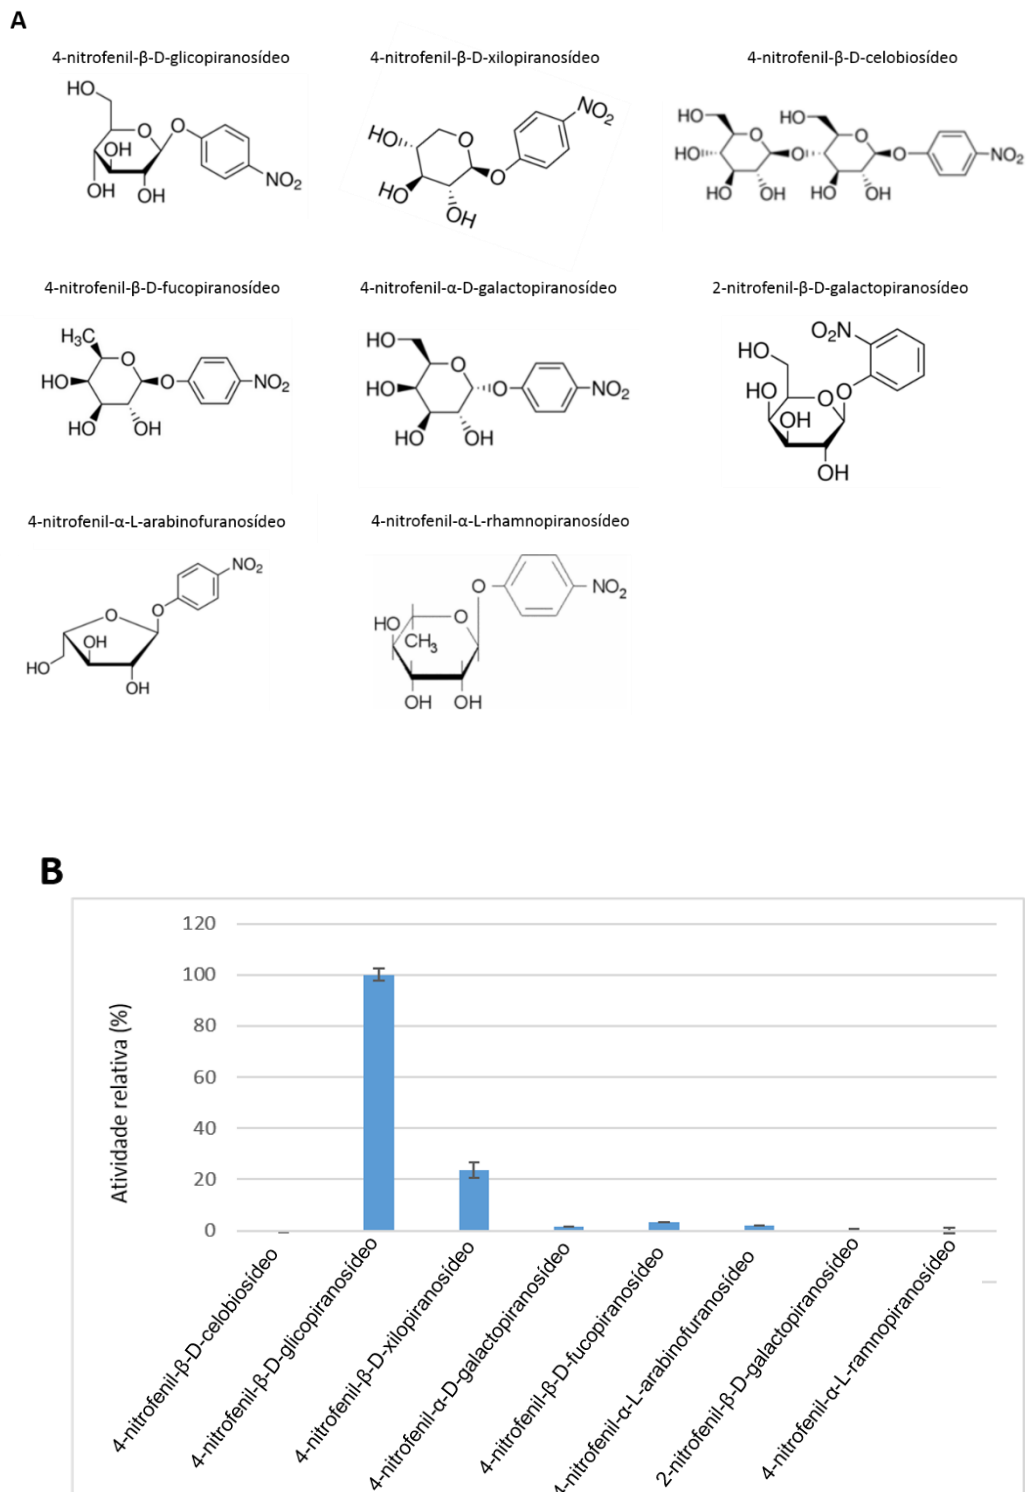 A
4-nitrofenil-β-D-glicopiranosídeo
4-nitrofenil-β-D-xilopiranosídeo
4-nitrofenil-β-D-celobiosídeo
HO
O
O
OH
OH
OH
NO2
NO2
HO
O
HO
O
OH
HO
HO
O
O
HO
O
O
NO2
HO
OH
HO
OH
4-nitrofenil-β-D-fucopiranosídeo
4-nitrofenil-α-D-galactopiranosídeo
2-nitrofenil-β-D-galactopiranosídeo
H3C
O
HO
O
NO2
HO
OH
HO
O
HO
O
NO2
HO
OH
O2N
HO
HO
O
O
OH
OH
4-nitrofenil-α-L-arabinofuranosídeo
4-nitrofenil-α-L-rhamnopiranosídeo
NO2
O
O
OH
HO
OH
O
NO2
HO
O
CH3
OH
OH
B
Atividade relativa (%)
120
100
80
60
40
20
0
4-nitrofenil-β-D-celobiosídeo
4-nitrofenil-β-D-glicopiranosídeo
4-nitrofenil-β-D-xilopiranosídeo
4-nitrofenil-α-D-galactopiranosídeo
4-nitrofenil-β-D-fucopiranosídeo
4-nitrofenil-α-L-arabinofuranosídeo
2-nitrofenil-β-D-galactopiranosídeo
4-nitrofenil-α-L-ramnopiranosídeo